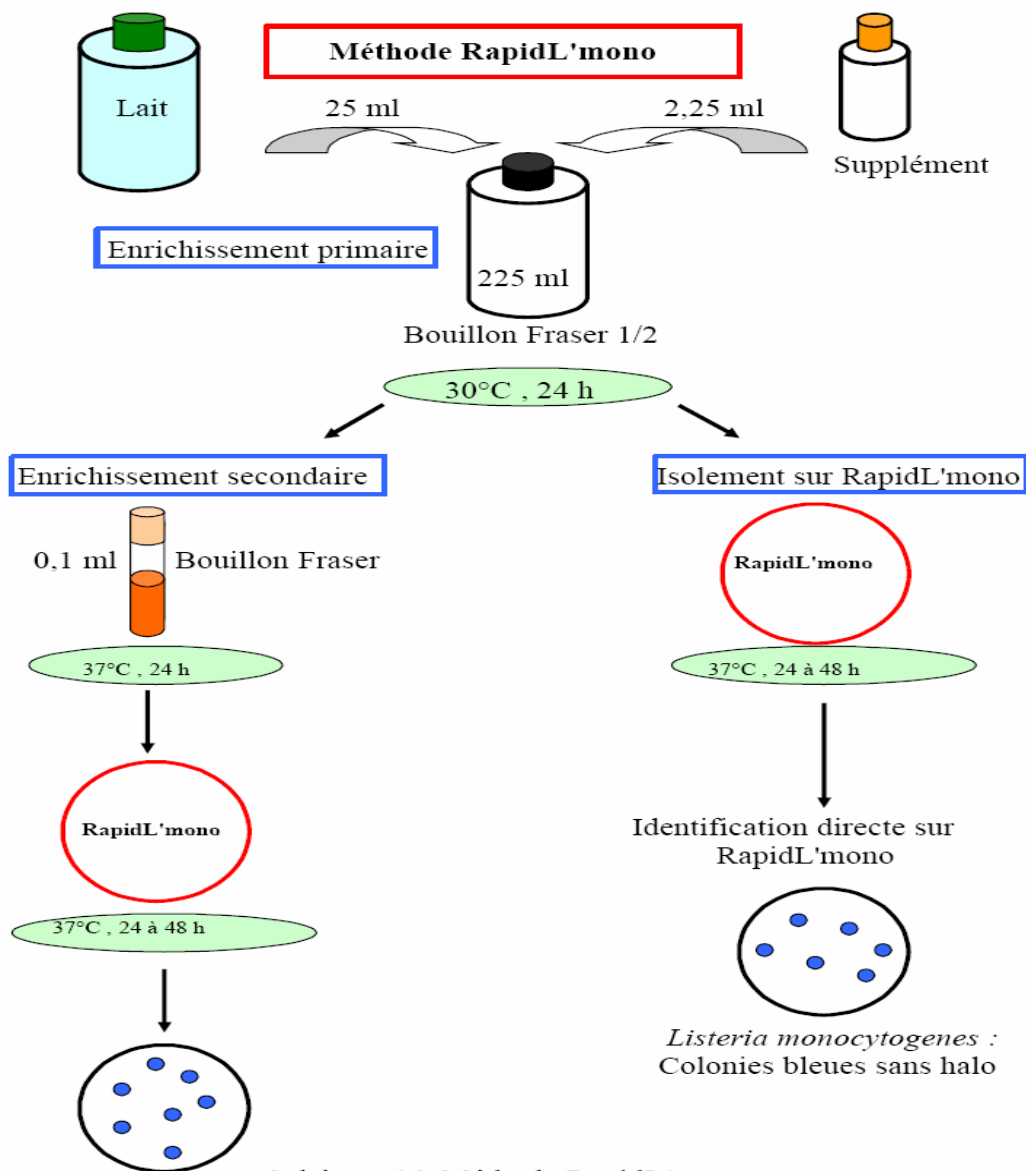 Méthode RapidL'mono
Lait
25 ml
2,25 ml
Supplément
Enrichissement primaire
225 ml
Bouillon Fraser 1/2
30°C , 24 h
Enrichissement secondaire
0,1 ml
Bouillon Fraser
37°C , 24 h
RapidL'mono
37°C , 24 à 48 h
Isolement sur RapidL'mono
RapidL'mono
37°C , 24 à 48 h
Identification directe sur
RapidL'mono
Listeria monocytogenes :
Colonies bleues sans halo